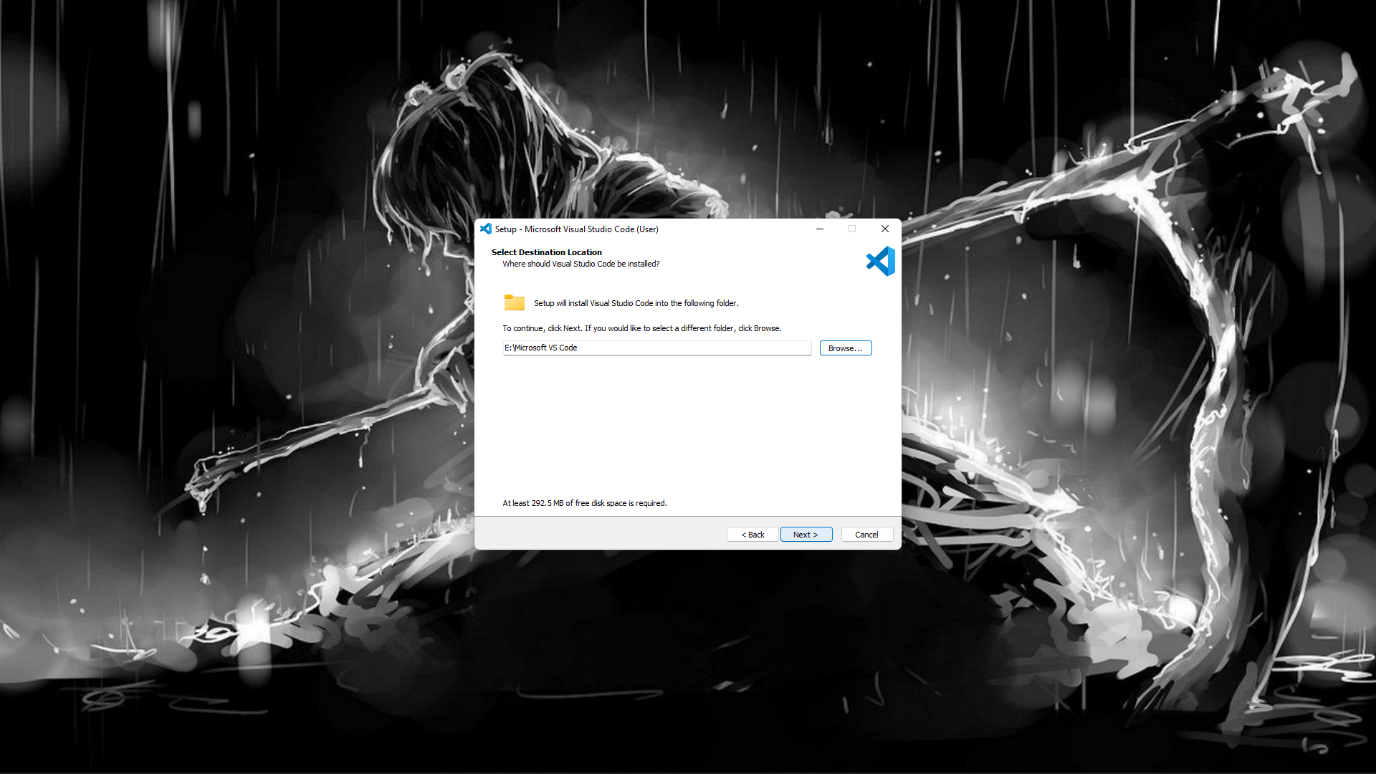 Setup - Microsoft Visual Studio Code (User)
Select Destination Location
Where should Visual Studio Code be installed?
Setup will install Visual Studio Code into the following folder.
To continue, click Next. If you would like to select a different folder, click Browse.
E:\Microsoft VS Code
Browse...
At least 292.5 MB of free disk space is required.
< Back
Next >
Cancel